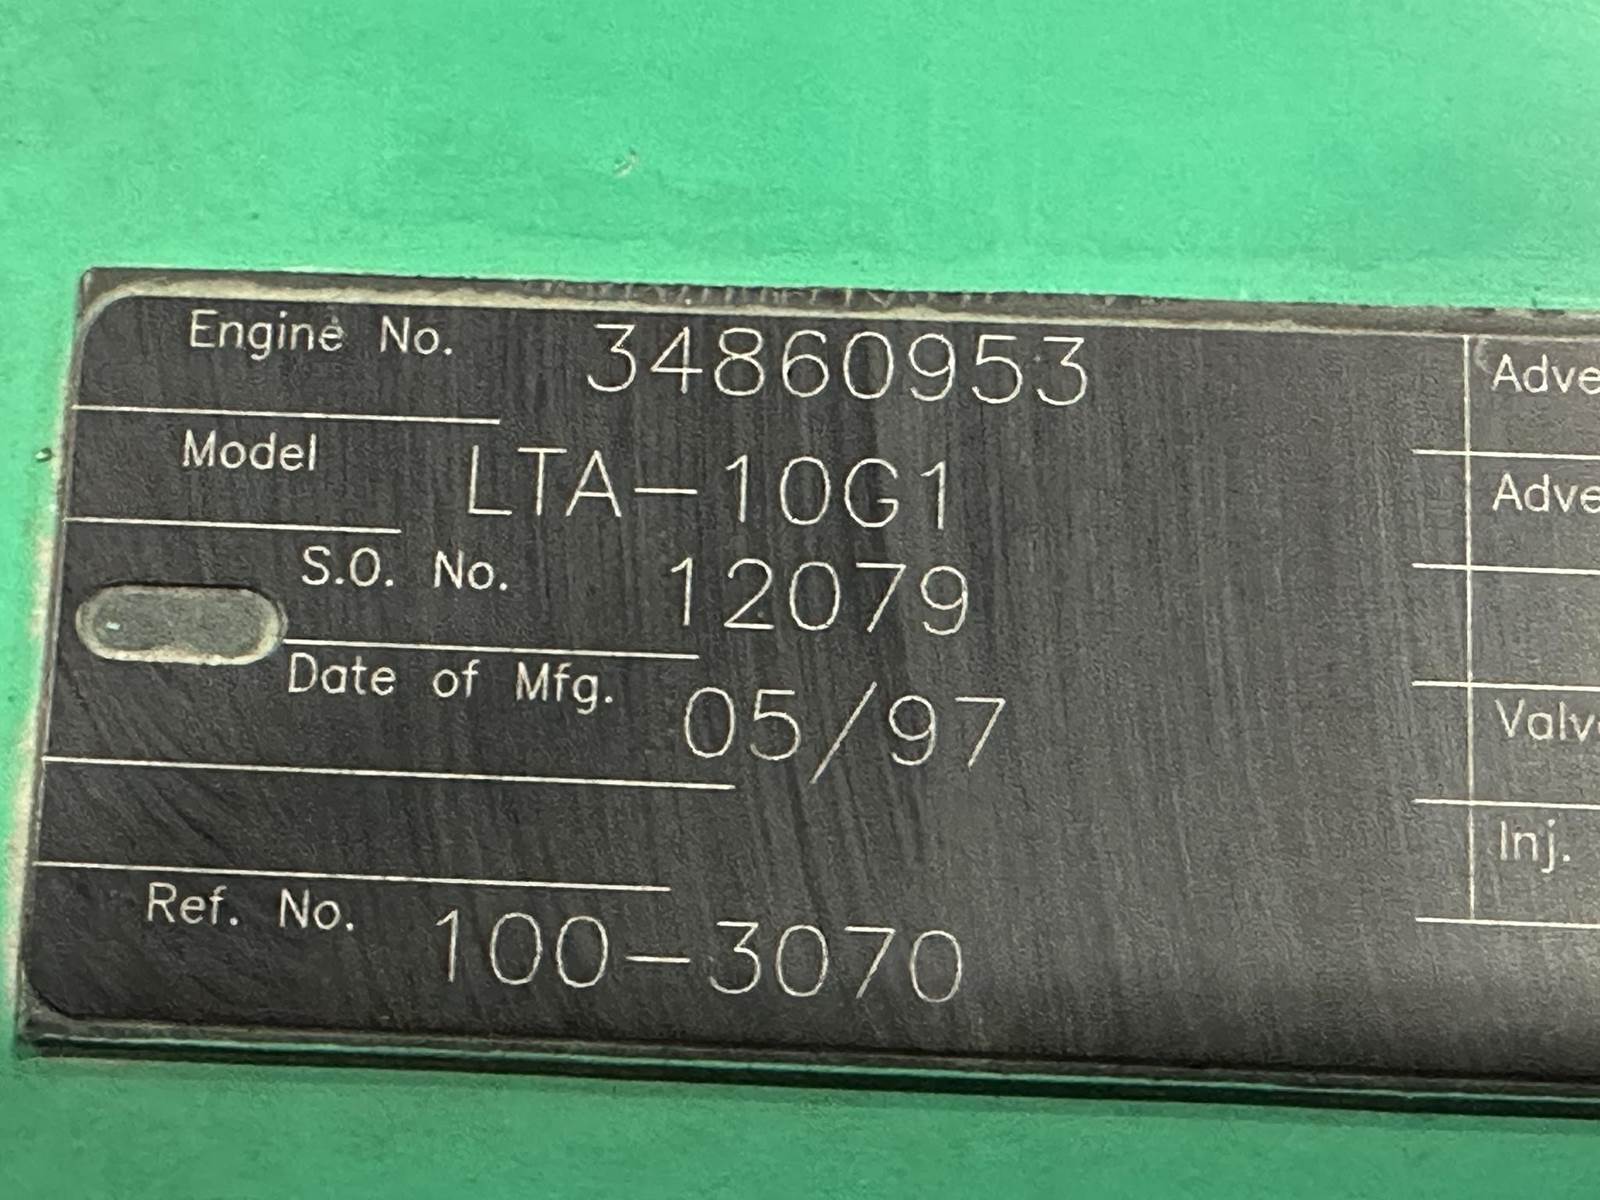 Engine No. 34860953
Model LTA-10G1
S.O. No. 12079
Date of Mfg. 05/97
Ref. No. 100-3070
Adve
Adve
Valv
Inj.